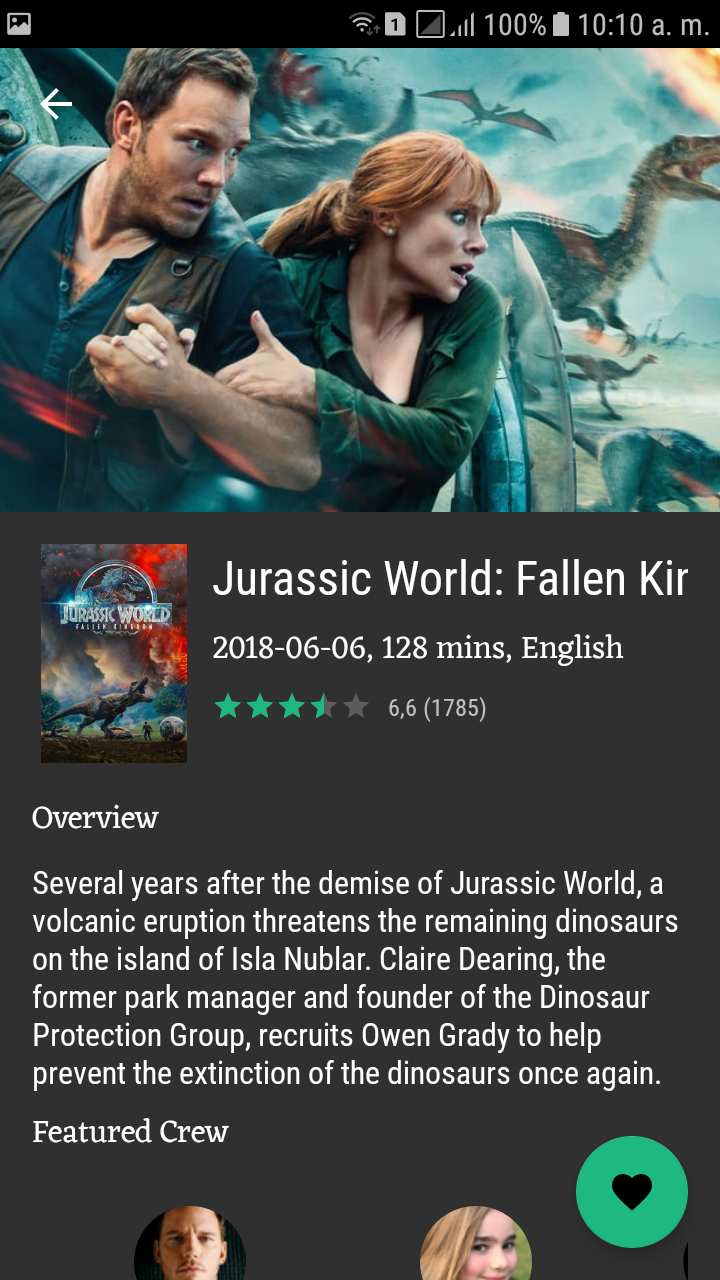 1 100% 10:10 a. m.
Jurassic World: Fallen Kir
2018-06-06, 128 mins, English
6,6 (1785)
JURASSIC WORLD
FALLEN KINGDOM
Overview
Several years after the demise of Jurassic World, a
volcanic eruption threatens the remaining dinosaurs
on the island of Isla Nublar. Claire Dearing, the
former park manager and founder of the Dinosaur
Protection Group, recruits Owen Grady to help
prevent the extinction of the dinosaurs once again.
Featured Crew